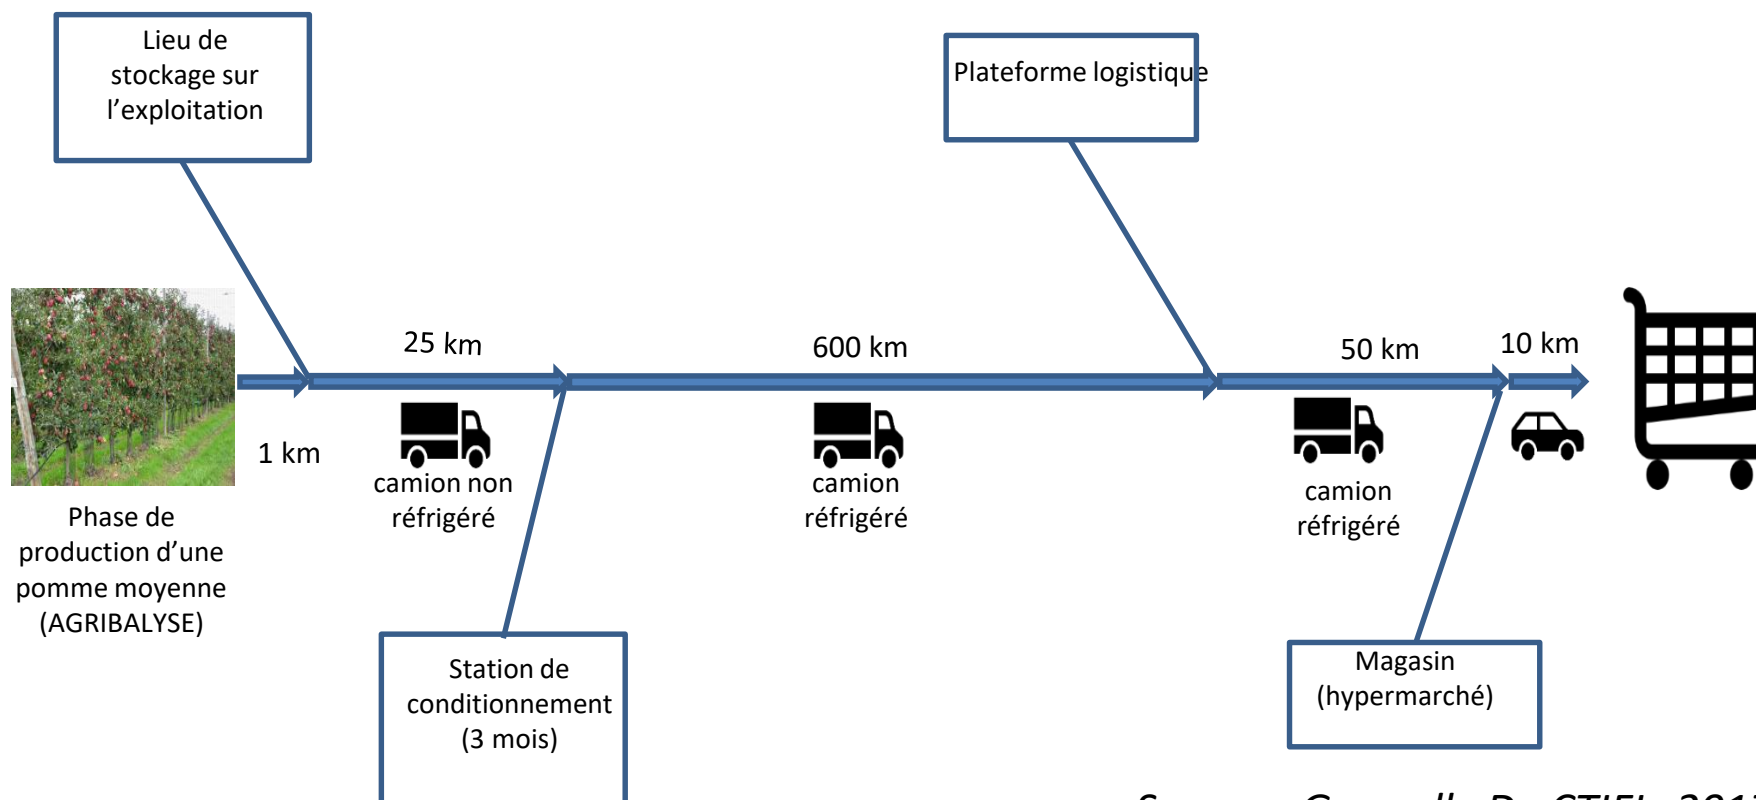 Lieu de
stockage sur
l’exploitation
Plateforme logistique
25 km
600 km
50 km
10 km
1 km
camion non
réfrigéré
camion
réfrigéré
camion
réfrigéré
Phase de
production d’une
pomme moyenne
(AGRIBALYSE)
Station de
conditionnement
(3 mois)
Magasin
(hypermarché)